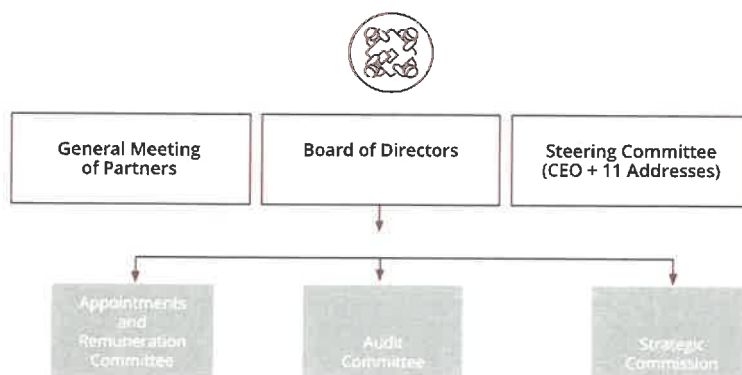 General Meeting
of Partners
Board of Directors
Steering Committee
(CEO + 11 Addresses)
Appointments
and
Remuneration
Committee
Audit
Committee
Strategic
Commission